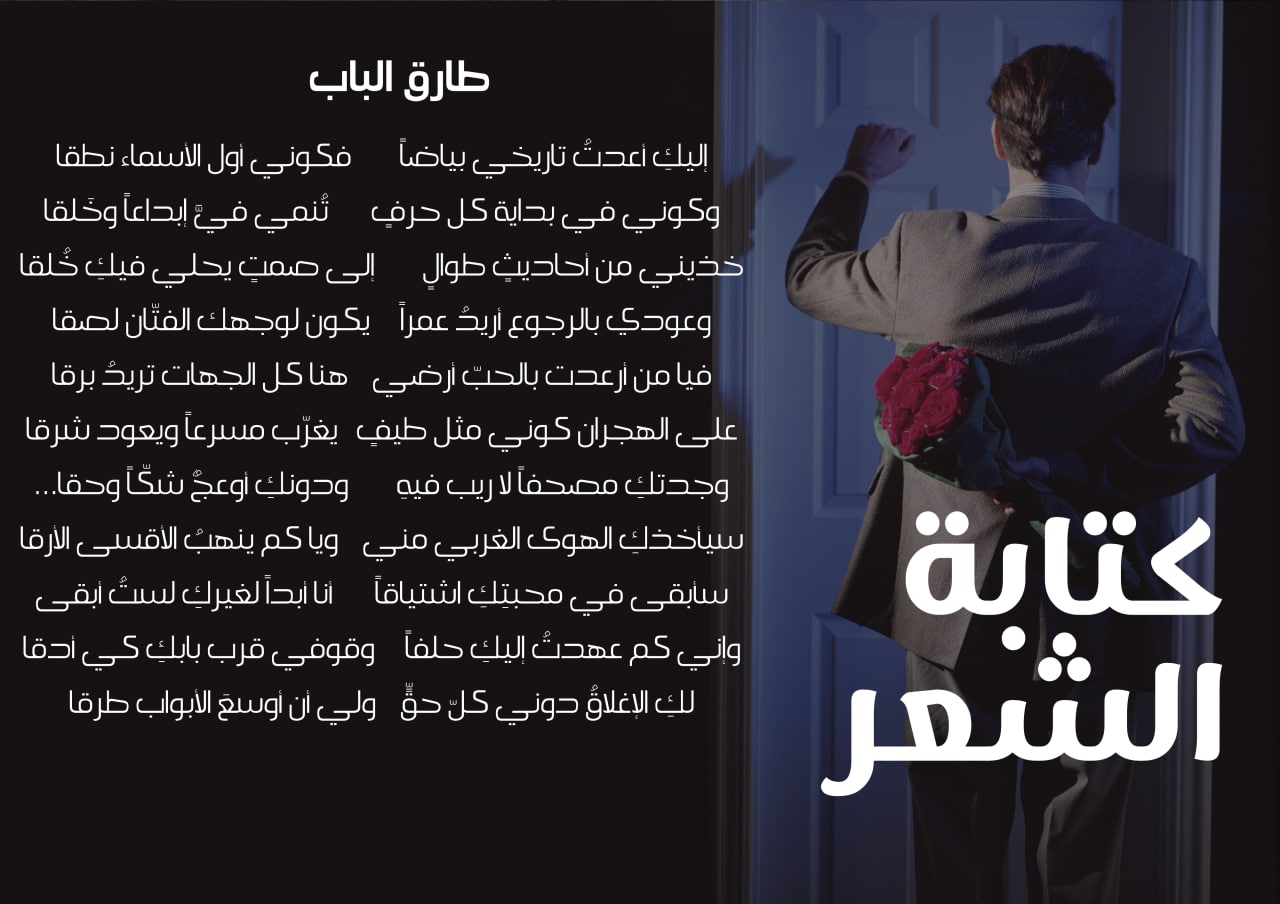 طارق الباب
إليكِ أعدتُ تاريخي بياضاً فكوني أول الأسماء نطقا
وكوني في بداية كل حرفٍ تُنمي فيَّ إبداعاً وخَلقا
خذيني من أحاديثٍ طوالٍ إلى صمتٍ يحلي فيكِ خُلقا
وعودي بالرجوع أريدُ عمراً يكون لوجهك الفتّان لصقا
فيا من أرعدت بالحبّ أرضي هنا كل الجهات تريدُ برقا
على الهجران كوني مثل طيفٍ يغرّب مسرعاً ويعود شرقا
وجدتكِ مصحفاً لا ريب فيهِ ودونكِ أوعجٌ شكّاً وحقا...
سيأخذكِ الهوى الغربي مني ويا كم ينهبُ الأقسى الأرقا
سأبقى في محبتِكِ اشتياقاً أنا أبداً لغيركِ لستُ أبقى
وإني كم عهدتُ إليكِ حلفاً وقوفي قرب بابكِ كي أدقا
لكِ الإغلاقُ دوني كلّ حقٍّ ولي أن أوسعَ الأبواب طرقا
كتابة
الشعر